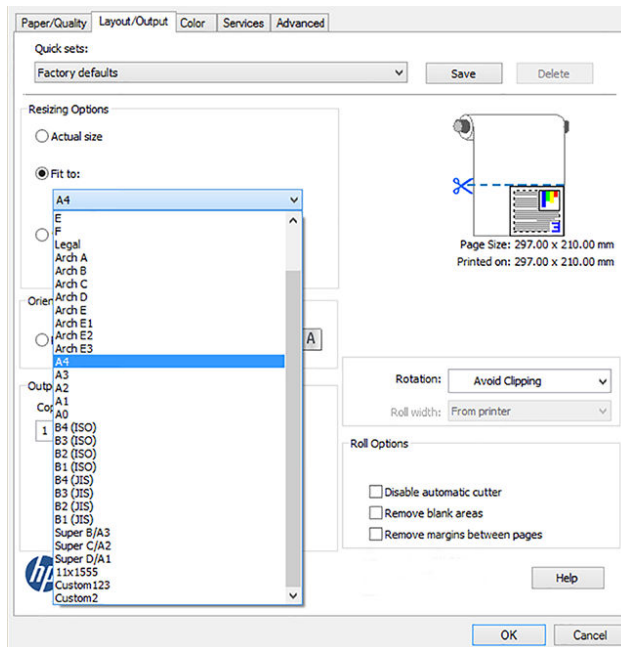 Paper/Quality Layout/Output Color Services Advanced
Quick sets:
Factory defaults Save Delete
Resizing Options
Actual size
Fit to:
A4
E
F
Legal
Arch A
Arch B
Arch C
Arch D
Arch E
Arch E1
Arch E2
Arch E3
A4
A3
A2
A1
A0
B4 (ISO)
B3 (ISO)
B2 (ISO)
B1 (ISO)
B4 (JIS)
B3 (JIS)
B2 (JIS)
B1 (JIS)
Super B/A3
Super C/A2
Super D/A1
11x1555
Custom123
Custom2
Page Size: 297.00 x 210.00 mm
Printed on: 297.00 x 210.00 mm
A
1
hp
Rotation: Avoid Clipping
Roll width: From printer
Roll Options
Disable automatic cutter
Remove blank areas
Remove margins between pages
Help
OK Cancel